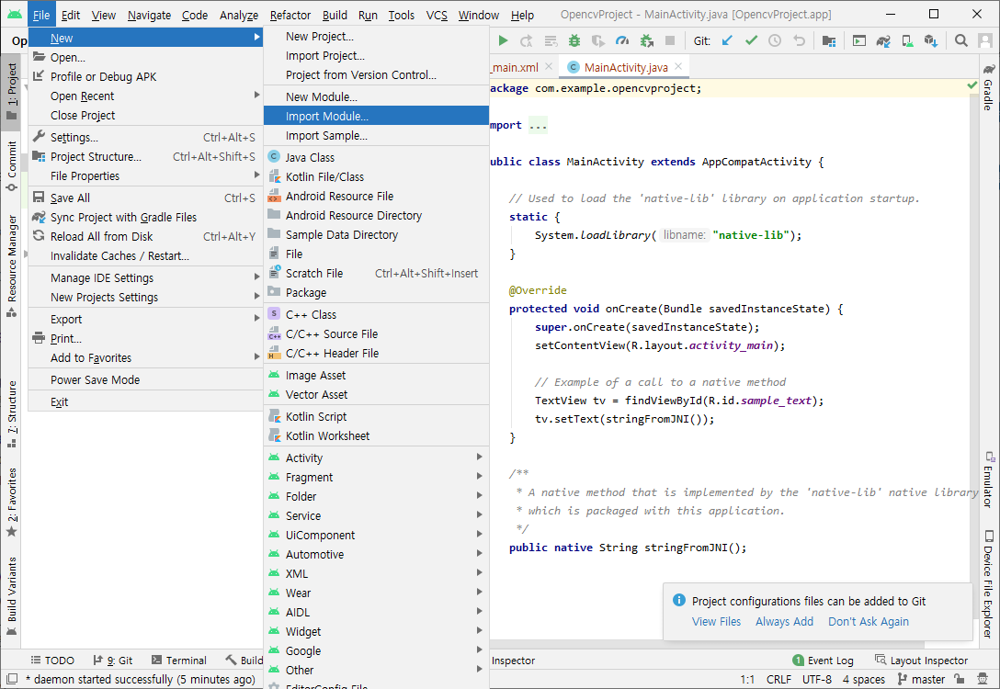 File Edit View Navigate Code Analyze Refactor Build Run Tools VCS Window Help OpencvProject - MainActivity.java [OpencvProject.app]
Op
Git:
_main.xml
MainActivity.java
New
Open...
Profile or Debug APK
Open Recent
Close Project
Settings... Ctrl+Alt+S
Project Structure... Ctrl+Alt+Shift+S
File Properties
Save All Ctrl+S
Sync Project with Gradle Files
Reload All from Disk Ctrl+Alt+Y
Invalidate Caches / Restart...
Manage IDE Settings
New Projects Settings
Export
Print...
Add to Favorites
Power Save Mode
Exit
New Project...
Import Project...
Project from Version Control...
New Module...
Import Module...
Import Sample...
Java Class
Kotlin File/Class
Android Resource File
Android Resource Directory
Sample Data Directory
File
Scratch File Ctrl+Alt+Shift+Insert
Package
C++ Class
C/C++ Source File
C/C++ Header File
Image Asset
Vector Asset
Kotlin Script
Kotlin Worksheet
Activity
Fragment
Folder
Service
UiComponent
Automotive
XML
Wear
AIDL
Widget
Google
Other
EditorConfig File
ackage com.example.opencvproject;
mport ...
ublic class MainActivity extends AppCompatActivity {
// Used to load the 'native-lib' library on application startup.
static {
System.loadLibrary( libname: "native-lib");
}
@Override
protected void onCreate(Bundle savedInstanceState) {
super.onCreate(savedInstanceState);
setContentView(R.layout.activity_main);
// Example of a call to a native method
TextView tv = findViewById(R.id.sample_text);
tv.setText(stringFromJNI());
}
/**
* A native method that is implemented by the 'native-lib' native library
* which is packaged with this application.
*/
public native String stringFromJNI();
Project configurations files can be added to Git
View Files Always Add Don't Ask Again
1: Project
Commit
Resource Manager
7: Structure
2: Favorites
Build Variants
Gradle
Emulator
Device File Explorer
TODO 9: Git Terminal Build Inspector Event Log Layout Inspector
* daemon started successfully (5 minutes ago) 1:1 CRLF UTF-8 4 spaces master